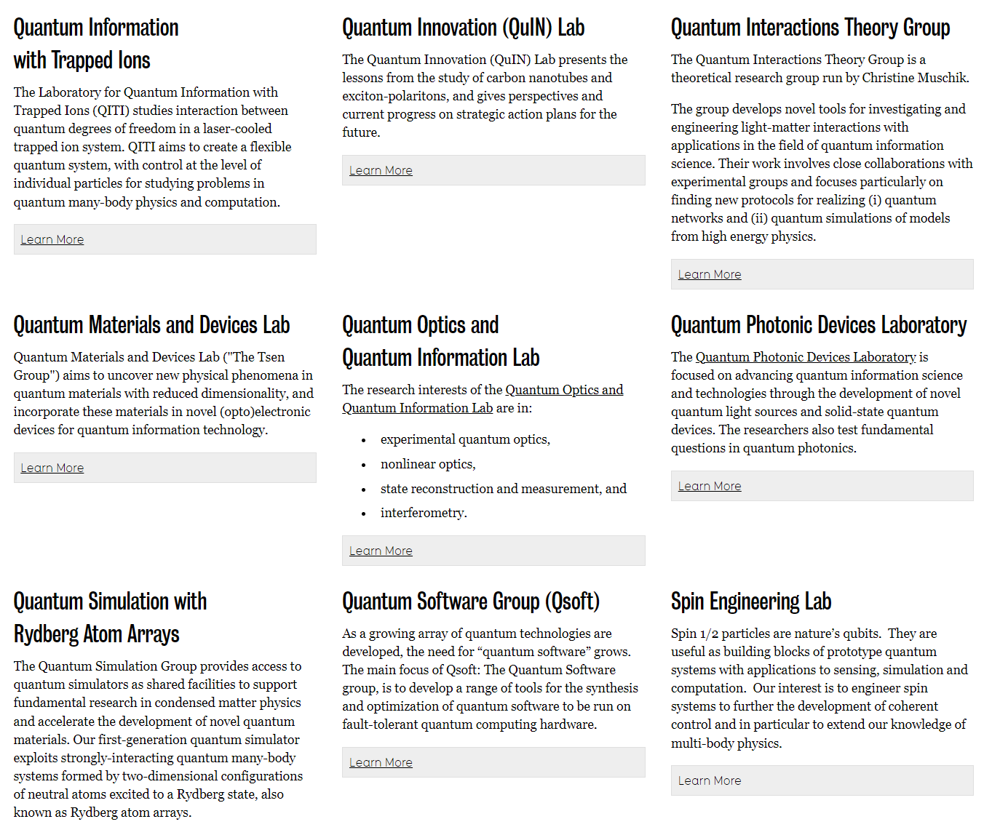 Quantum Information
with Trapped Ions
The Laboratory for Quantum Information with
Trapped Ions (QITI) studies interaction between
quantum degrees of freedom in a laser-cooled
trapped ion system. QITI aims to create a flexible
quantum system, with control at the level of
individual particles for studying problems in
quantum many-body physics and computation.
Learn More
Quantum Innovation (QuIN) Lab
The Quantum Innovation (QuIN) Lab presents the
lessons from the study of carbon nanotubes and
exciton-polaritons, and gives perspectives and
current progress on strategic action plans for the
future.
Learn More
Quantum Interactions Theory Group
The Quantum Interactions Theory Group is a
theoretical research group run by Christine Muschik.
The group develops novel tools for investigating and
engineering light-matter interactions with
applications in the field of quantum information
science. Their work involves close collaborations with
experimental groups and focuses particularly on
finding new protocols for realizing (i) quantum
networks and (ii) quantum simulations of models
from high energy physics.
Learn More
Quantum Materials and Devices Lab
Quantum Materials and Devices Lab ("The Tsen
Group") aims to uncover new physical phenomena in
quantum materials with reduced dimensionality, and
incorporate these materials in novel (opto)electronic
devices for quantum information technology.
Learn More
Quantum Optics and
Quantum Information Lab
The research interests of the Quantum Optics and
Quantum Information Lab are in:
• experimental quantum optics,
• nonlinear optics,
• state reconstruction and measurement, and
• interferometry.
Learn More
Quantum Photonic Devices Laboratory
The Quantum Photonic Devices Laboratory is
focused on advancing quantum information science
and technologies through the development of novel
quantum light sources and solid-state quantum
devices. The researchers also test fundamental
questions in quantum photonics.
Learn More
Quantum Simulation with
Rydberg Atom Arrays
The Quantum Simulation Group provides access to
quantum simulators as shared facilities to support
fundamental research in condensed matter physics
and accelerate the development of novel quantum
materials. Our first-generation quantum simulator
exploits strongly-interacting quantum many-body
systems formed by two-dimensional configurations
of neutral atoms excited to a Rydberg state, also
known as Rydberg atom arrays.
Quantum Software Group (Qsoft)
As a growing array of quantum technologies are
developed, the need for “quantum software” grows.
The main focus of Qsoft: The Quantum Software
group, is to develop a range of tools for the synthesis
and optimization of quantum software to be run on
fault-tolerant quantum computing hardware.
Learn More
Spin Engineering Lab
Spin 1/2 particles are nature’s qubits.  They are
useful as building blocks of prototype quantum
systems with applications to sensing, simulation and
computation.  Our interest is to engineer spin
systems to further the development of coherent
control and in particular to extend our knowledge of
multi-body physics.
Learn More